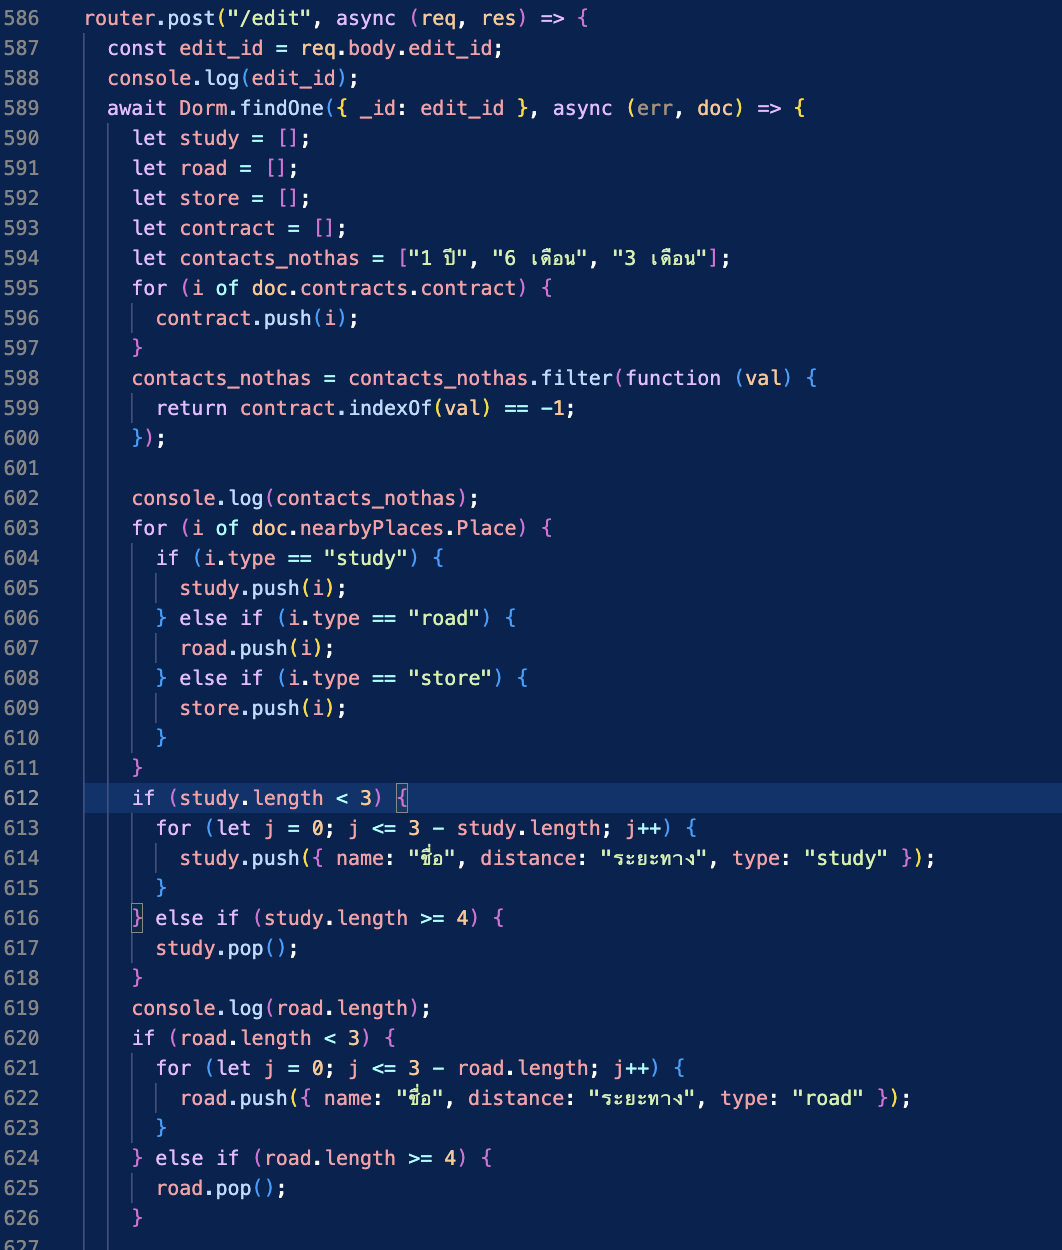 586 router.post("/edit", async (req, res) => {
587 const edit_id = req.body.edit_id;
588 console.log(edit_id);
589 await Dorm.findOne({ _id: edit_id }, async (err, doc) => {
590 let study = [];
591 let road = [];
592 let store = [];
593 let contract = [];
594 let contacts_nothas = ["1 ปี", "6 เดือน", "3 เดือน"];
595 for (i of doc.contracts.contract) {
596 contract.push(i);
597 }
598 contacts_nothas = contacts_nothas.filter(function (val) {
599 return contract.indexOf(val) == -1;
600 });
601
602 console.log(contacts_nothas);
603 for (i of doc.nearbyPlaces.Place) {
604 if (i.type == "study") {
605 study.push(i);
606 } else if (i.type == "road") {
607 road.push(i);
608 } else if (i.type == "store") {
609 store.push(i);
610 }
611 }
612 if (study.length < 3) {
613 for (let j = 0; j <= 3 - study.length; j++) {
614 study.push({ name: "ชื่อ", distance: "ระยะทาง", type: "study" });
615 }
616 } else if (study.length >= 4) {
617 study.pop();
618 }
619 console.log(road.length);
620 if (road.length < 3) {
621 for (let j = 0; j <= 3 - road.length; j++) {
622 road.push({ name: "ชื่อ", distance: "ระยะทาง", type: "road" });
623 }
624 } else if (road.length >= 4) {
625 road.pop();
626 }
627